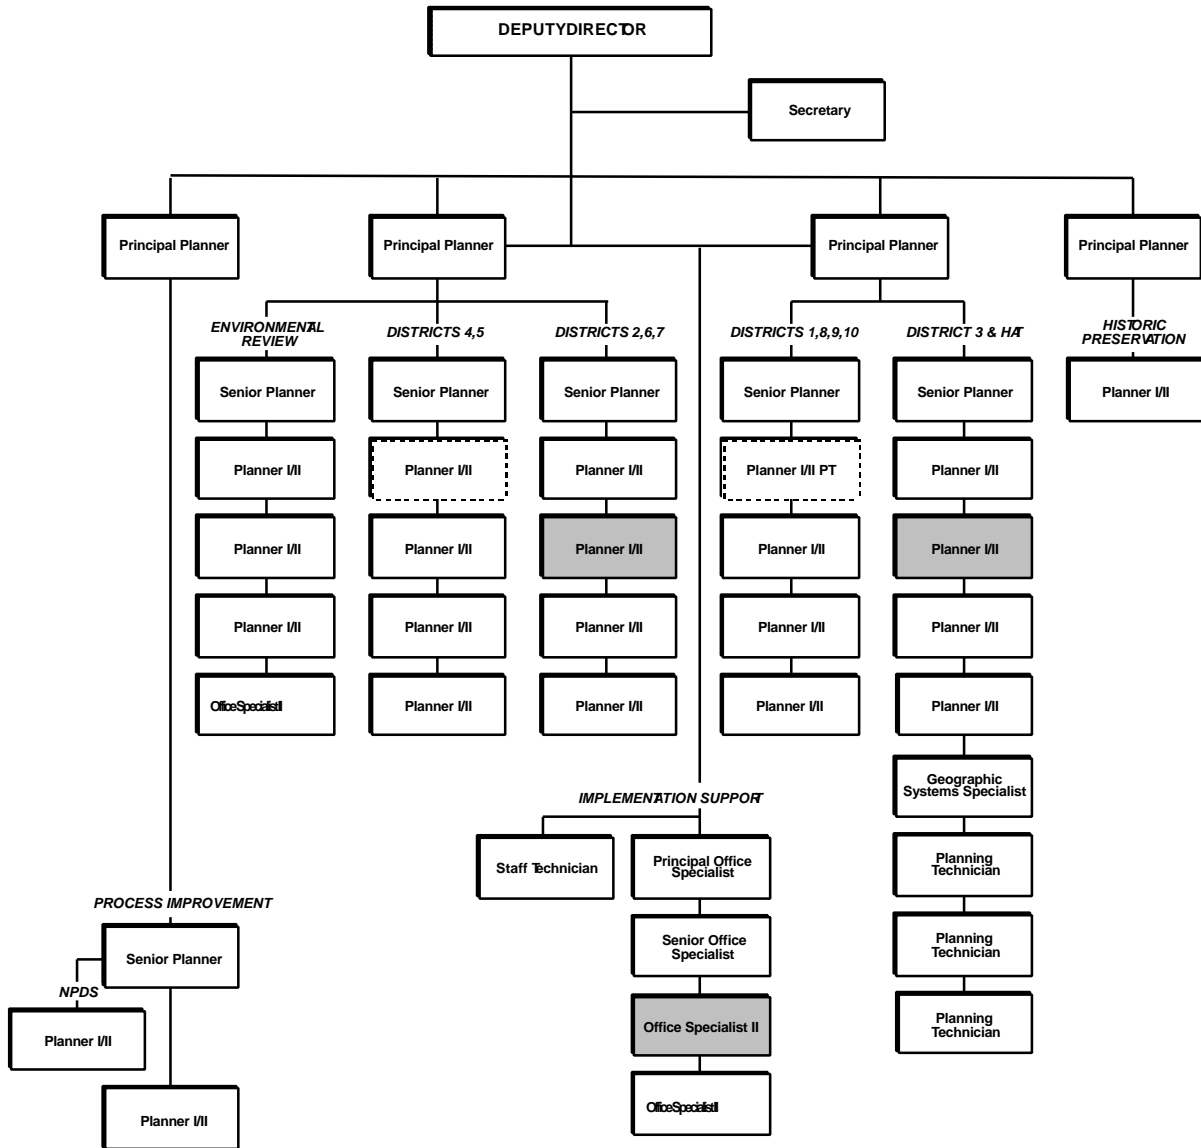 DEPUTYDIRECTOR
Secretary
Principal Planner
Principal Planner
Principal Planner
Principal Planner
ENVIRONMENTAL
REVIEW
DISTRICTS 4,5
DISTRICTS 2,6,7
DISTRICTS 1,8,9,10
DISTRICT 3 & HAT
HISTORIC
PRESERVATION
Senior Planner
Senior Planner
Senior Planner
Senior Planner
Senior Planner
Planner I/II
Planner I/II
Planner I/II
Planner I/II
Planner I/II PT
Planner I/II
Planner I/II
Planner I/II
Planner I/II
Planner I/II
Planner I/II
Planner I/II
Planner I/II
Planner I/II
Planner I/II
Planner I/II
Office Specialist II
Planner I/II
Planner I/II
Planner I/II
Planner I/II
Geographic
Systems Specialist
IMPLEMENTATION SUPPORT
Staff Technician
Principal Office
Specialist
Planning
Technician
PROCESS IMPROVEMENT
Senior Planner
Senior Office
Specialist
Planning
Technician
NPDS
Planner I/II
Office Specialist II
Planning
Technician
Planner I/II
Office Specialist II